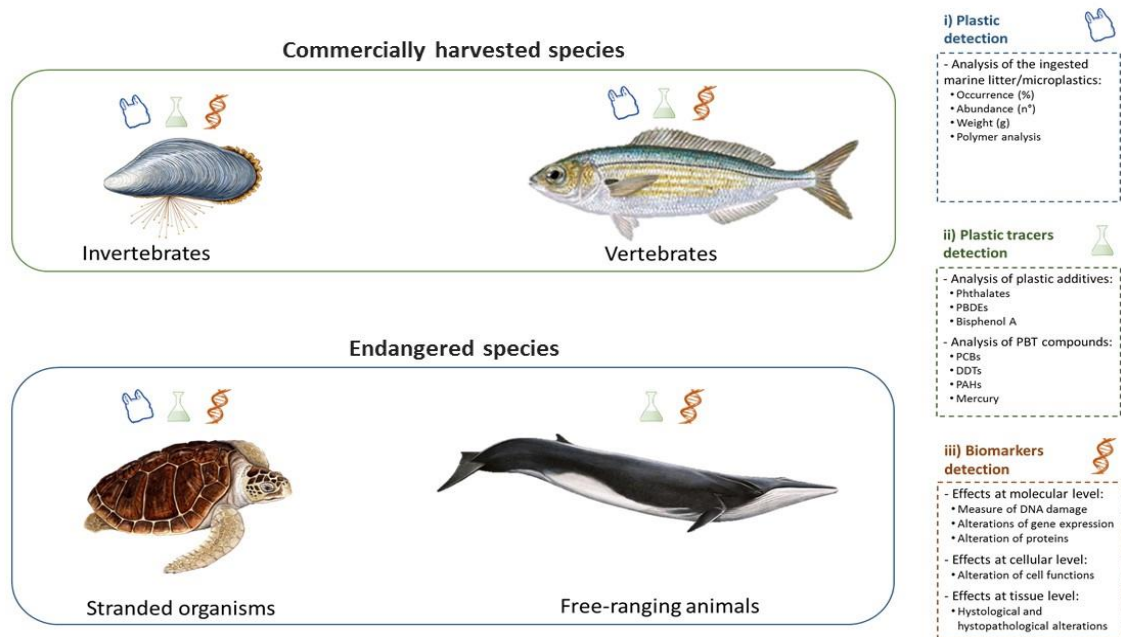 Commercially harvested species
Invertebrates
Vertebrates
Endangered species
Stranded organisms
Free-ranging animals
i) Plastic
detection
- Analysis of the ingested
marine litter/microplastics:
• Occurrence (%)
• Abundance (n°)
• Weight (g)
• Polymer analysis
ii) Plastic tracers
detection
- Analysis of plastic additives:
• Phthalates
• PBDEs
• Bisphenol A
- Analysis of PBT compounds:
• PCBs
• DDTs
• PAHs
• Mercury
iii) Biomarkers
detection
- Effects at molecular level:
• Measure of DNA damage
• Alterations of gene expression
• Alteration of proteins
- Effects at cellular level:
• Alteration of cell functions
- Effects at tissue level:
• Hystological and
hystopathological alterations